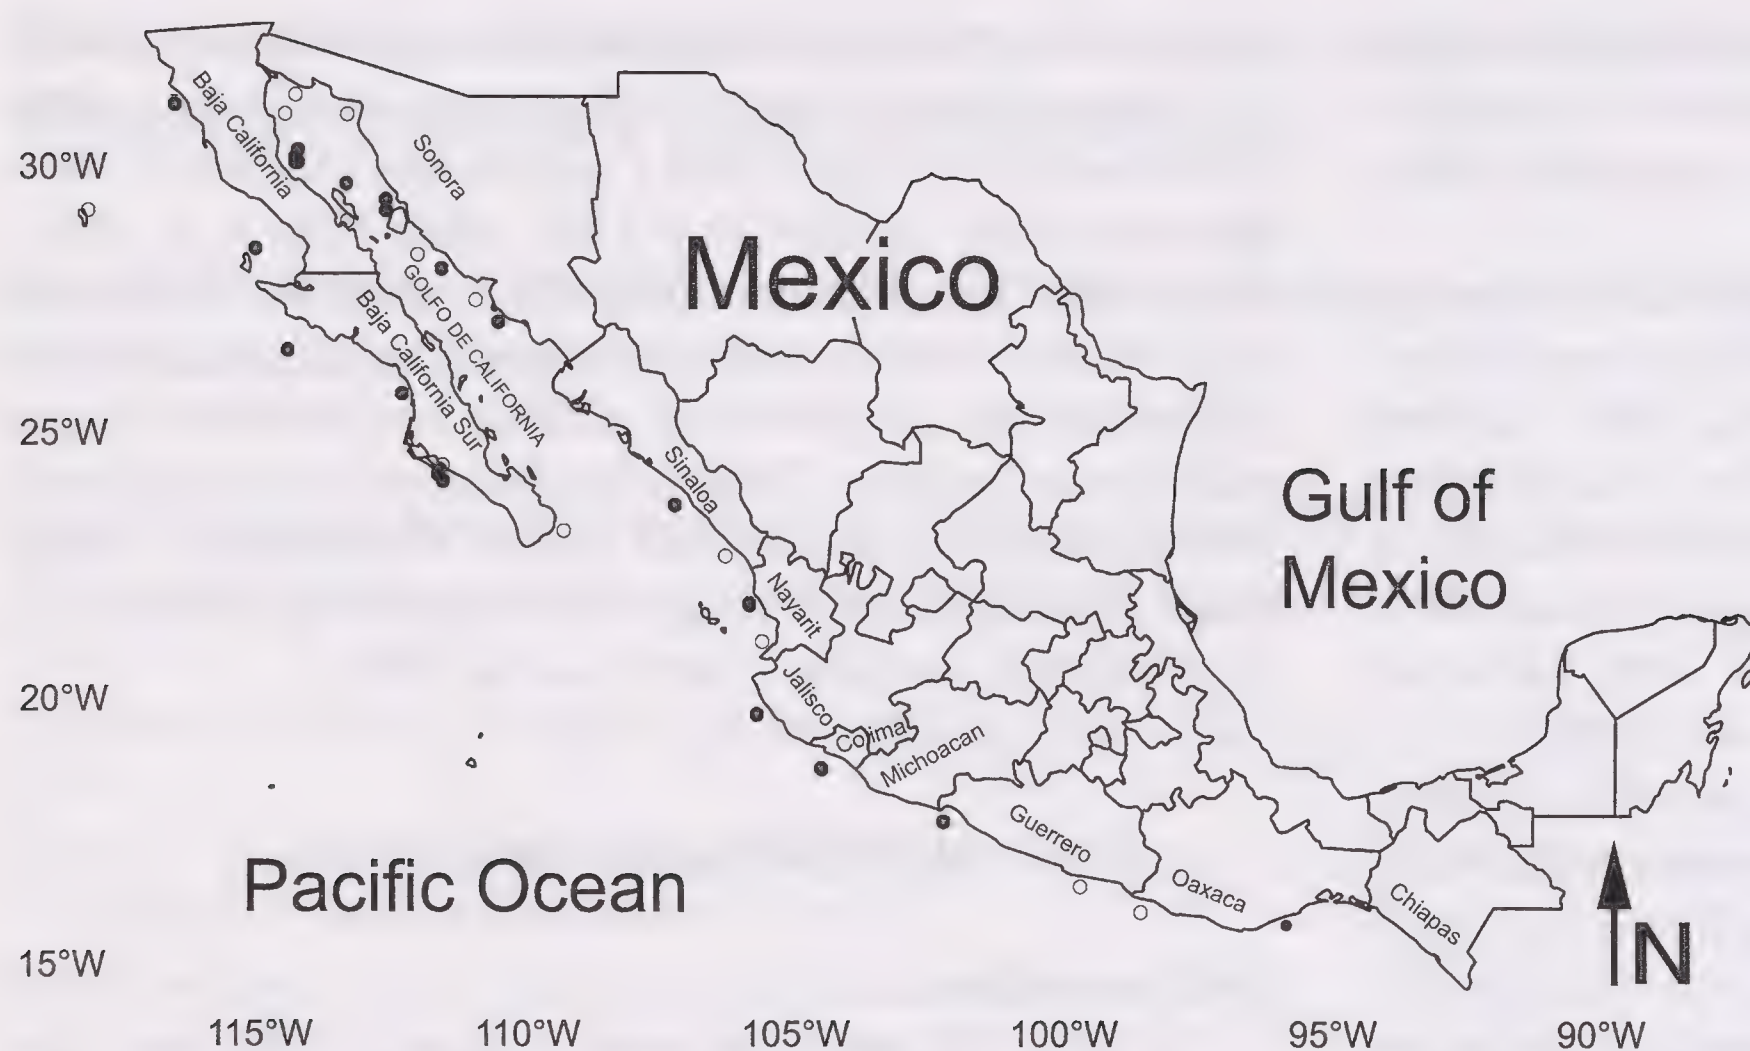 Baja California
30°W
Sonora
Mexico
GOLFO DE CALIFORNIA
Baja California Sur
25°W
Sinaloa
Gulf of
Mexico
Nayarit
20°W
Jalisco
Colima
Michoacan
Guerrero
Pacific Ocean
Oaxaca
Chiapas
N
15°W
115°W
110°W
105°W
100°W
95°W
90°W